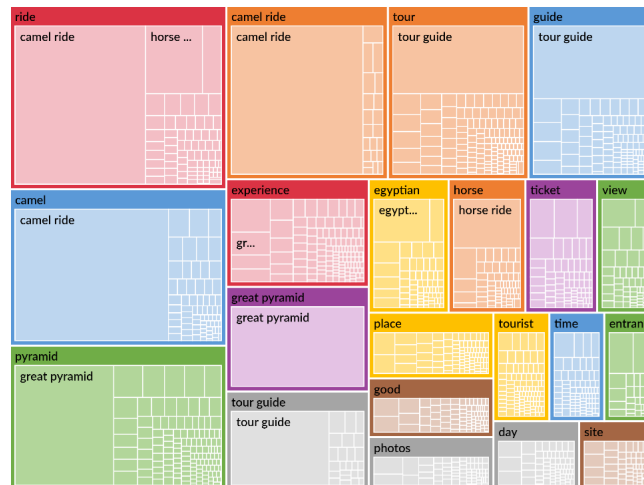 ride
camel ride
horse ...
camel ride
camel ride
tour
tour guide
guide
tour guide
camel
camel ride
experience
gr...
egyptian
egypt...
horse
horse ride
ticket
view
great pyramid
great pyramid
place
tourist
time
entran
pyramid
great pyramid
good
tour guide
tour guide
photos
day
site